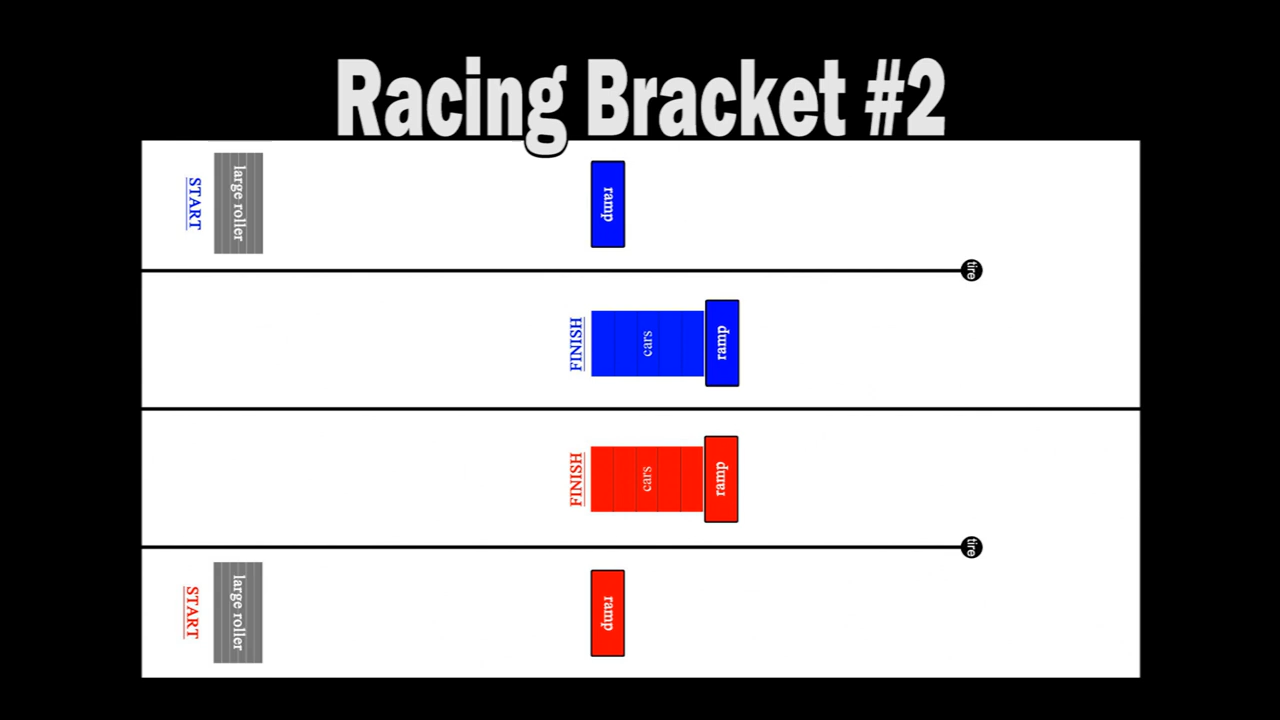 Racing Bracket #2
START
large roller
ramp
tire
FINISH
cars
ramp
FINISH
cars
ramp
tire
START
large roller
ramp